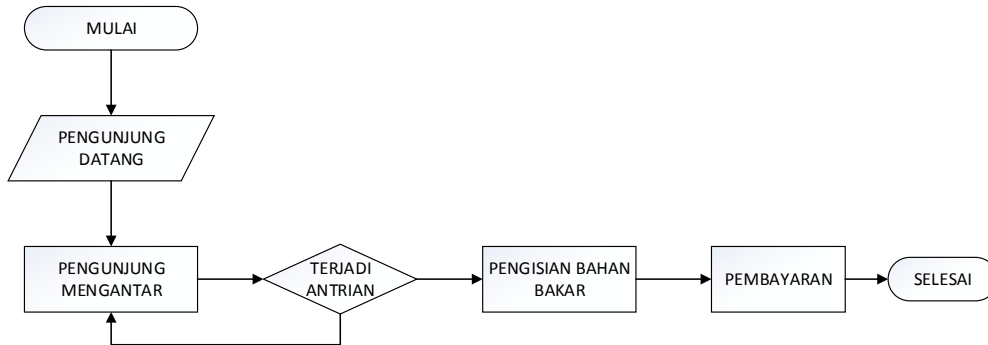 MULAI
PENGUNJUNG
DATANG
PENGUNJUNG
MENGANTAR
TERJADI
ANTRIAN
PENGISIAN BAHAN
BAKAR
PEMBAYARAN
SELESAI